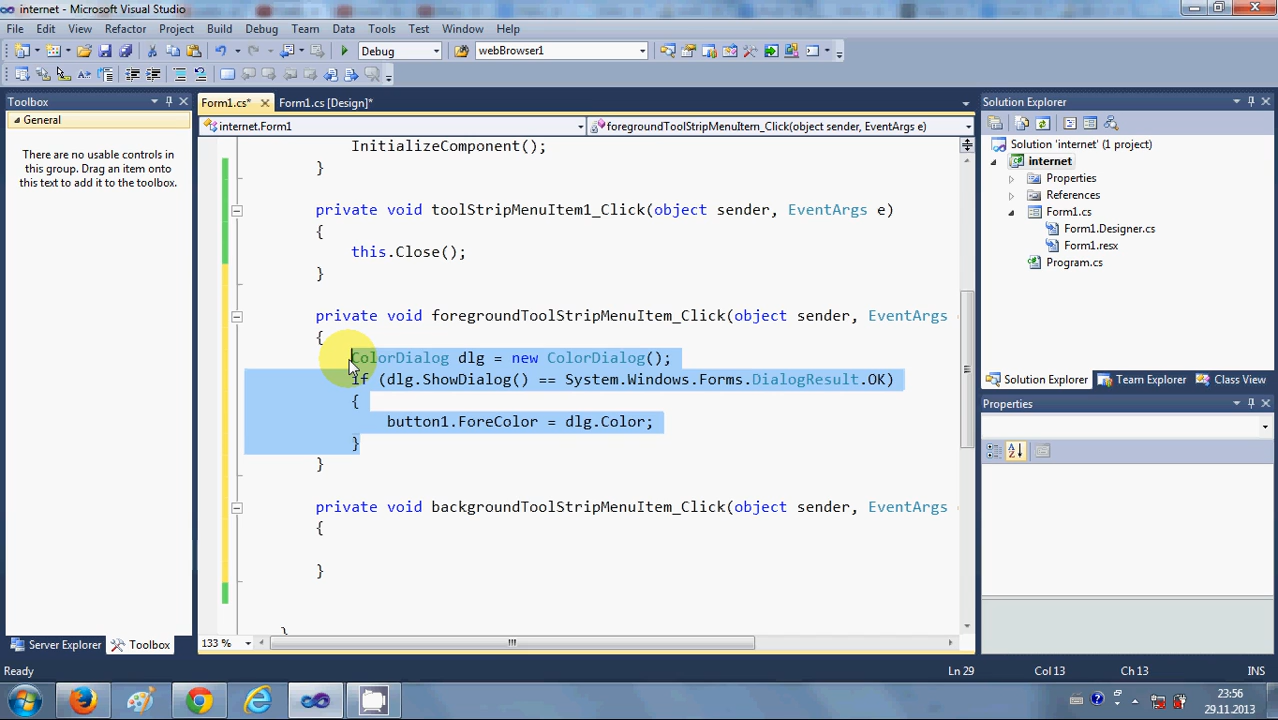 internet - Microsoft Visual Studio
File Edit View Refactor Project Build Debug Team Data Tools Test Window Help
Debug webBrowser1
Toolbox
General
There are no usable controls in
this group. Drag an item onto
this text to add it to the toolbox.
Server Explorer Toolbox
Form1.cs* Form1.cs [Design]*
internet.Form1 foregroundToolStripMenuItem_Click(object sender, EventArgs e)
InitializeComponent();
}
private void toolStripMenuItem1_Click(object sender, EventArgs e)
{
this.Close();
}
private void foregroundToolStripMenuItem_Click(object sender, EventArgs
{
ColorDialog dlg = new ColorDialog();
if (dlg.ShowDialog() == System.Windows.Forms.DialogResult.OK)
{
button1.ForeColor = dlg.Color;
}
}
private void backgroundToolStripMenuItem_Click(object sender, EventArgs
{
}
133 %
Solution Explorer
Solution 'internet' (1 project)
internet
Properties
References
Form1.cs
Form1.Designer.cs
Form1.resx
Program.cs
Solution Explorer Team Explorer Class View
Properties
Ready Ln 29 Col 13 Ch 13 INS
23:56
29.11.2013